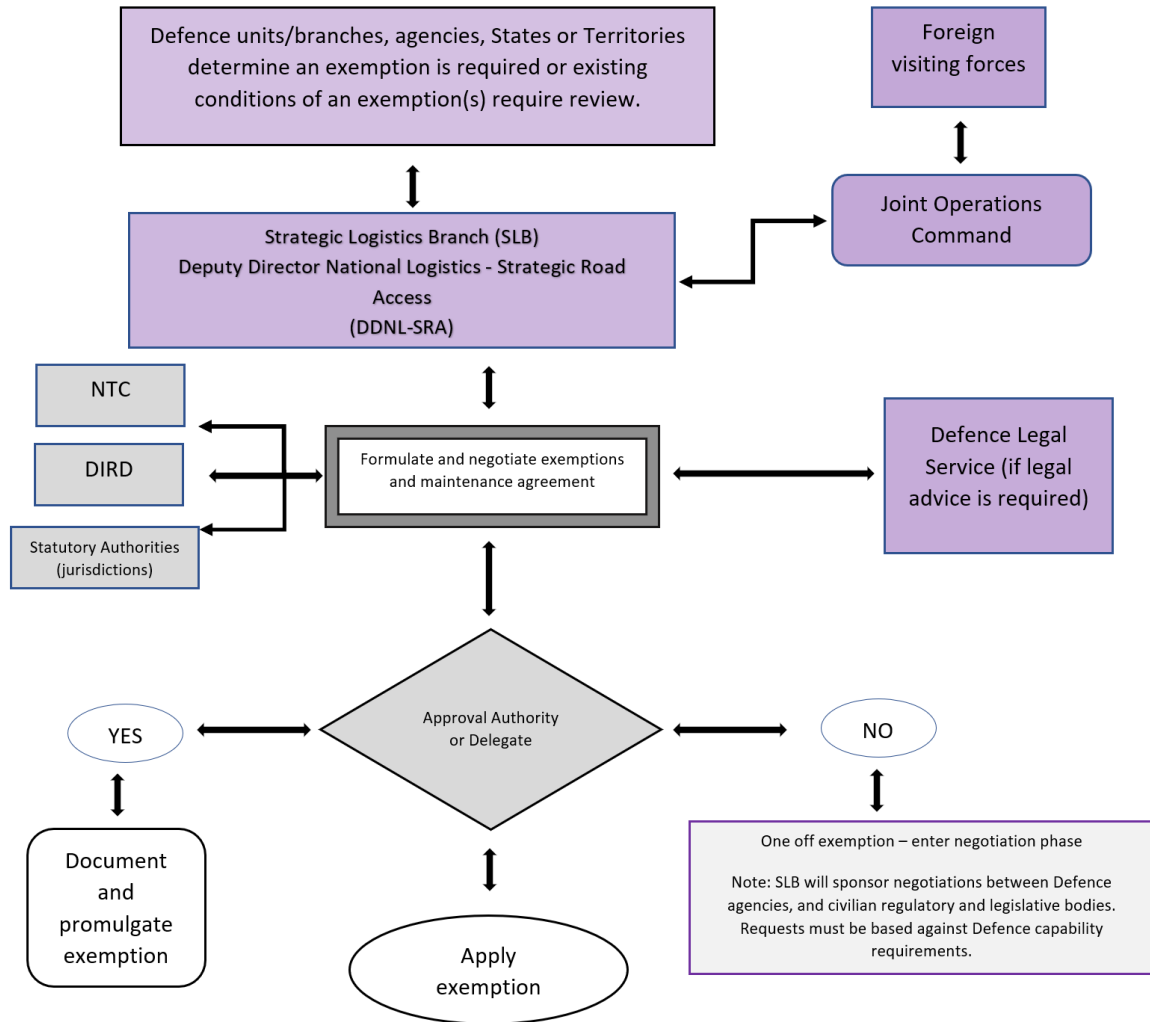 Defence units/branches, agencies, States or Territories
determine an exemption is required or existing
conditions of an exemption(s) require review.
Foreign
visiting forces
Joint Operations
Command
Strategic Logistics Branch (SLB)
Deputy Director National Logistics - Strategic Road
Access
(DDNL-SRA)
NTC
DIRD
Statutory Authorities
(jurisdictions)
Formulate and negotiate exemptions
and maintenance agreement
Defence Legal
Service (if legal
advice is required)
Approval Authority
or Delegate
YES
NO
Document
and
promulgate
exemption
Apply
exemption
One off exemption – enter negotiation phase
Note: SLB will sponsor negotiations between Defence
agencies, and civilian regulatory and legislative bodies.
Requests must be based against Defence capability
requirements.